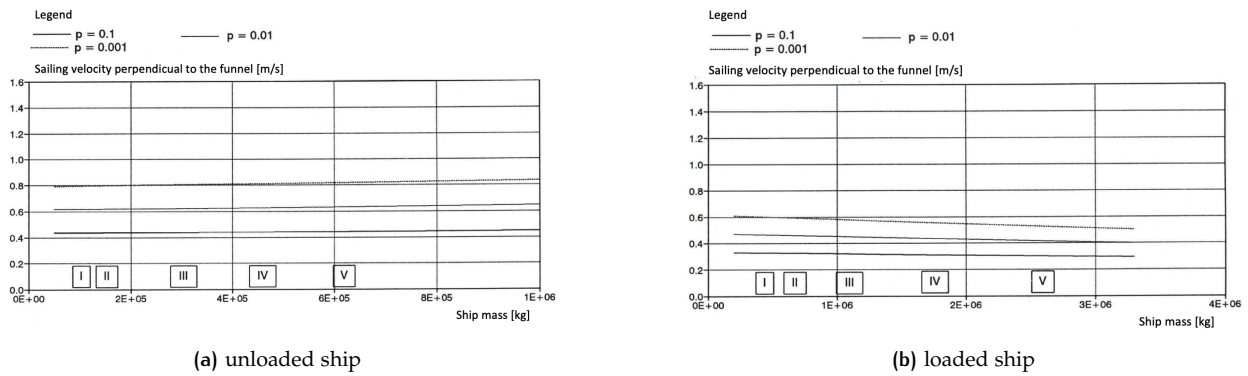 Legend
p = 0.1 p = 0.01
p = 0.001
Sailing velocity perpendicual to the funnel [m/s]
1.6
1.4
1.2
1.0
0.8
0.6
0.4
0.2
0.0
I II III IV V
0E+00 2E+05 4E+05 6E+05 8E+05 1E+06
Ship mass [kg]
(a) unloaded ship
Legend
p = 0.1 p = 0.01
p = 0.001
Sailing velocity perpendicual to the funnel [m/s]
1.6
1.4
1.2
1.0
0.8
0.6
0.4
0.2
0.0
I II III IV V
0E+00 1E+06 2E+06 3E+06 4E+06
Ship mass [kg]
(b) loaded ship